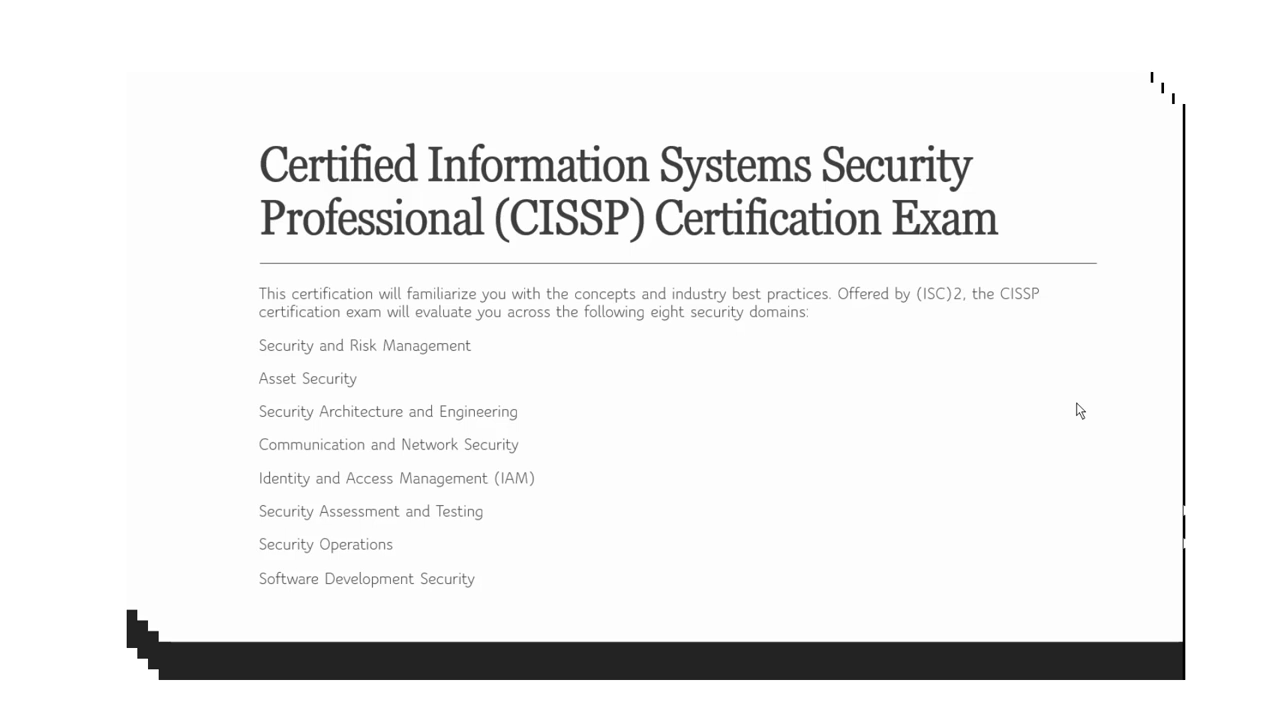 Certified Information Systems Security
Professional (CISSP) Certification Exam
This certification will familiarize you with the concepts and industry best practices. Offered by (ISC)2, the CISSP
certification exam will evaluate you across the following eight security domains:
Security and Risk Management
Asset Security
Security Architecture and Engineering
Communication and Network Security
Identity and Access Management (IAM)
Security Assessment and Testing
Security Operations
Software Development Security